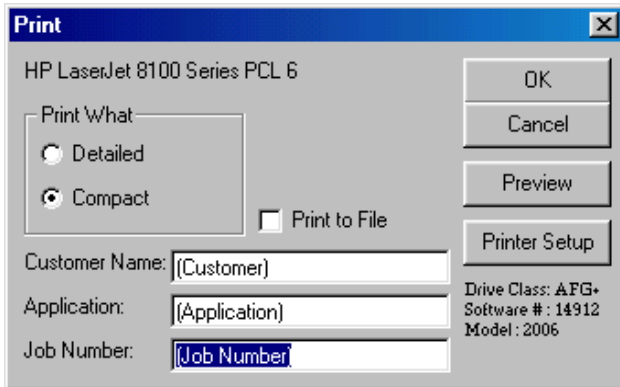 Print
HP LaserJet 8100 Series PCL 6
OK
Print What
Cancel
Detailed
Compact
Preview
Print to File
Printer Setup
Customer Name: (Customer)
Application: (Application)
Job Number: (Job Number)
Drive Class: AFG+
Software # : 14912
Model : 2006